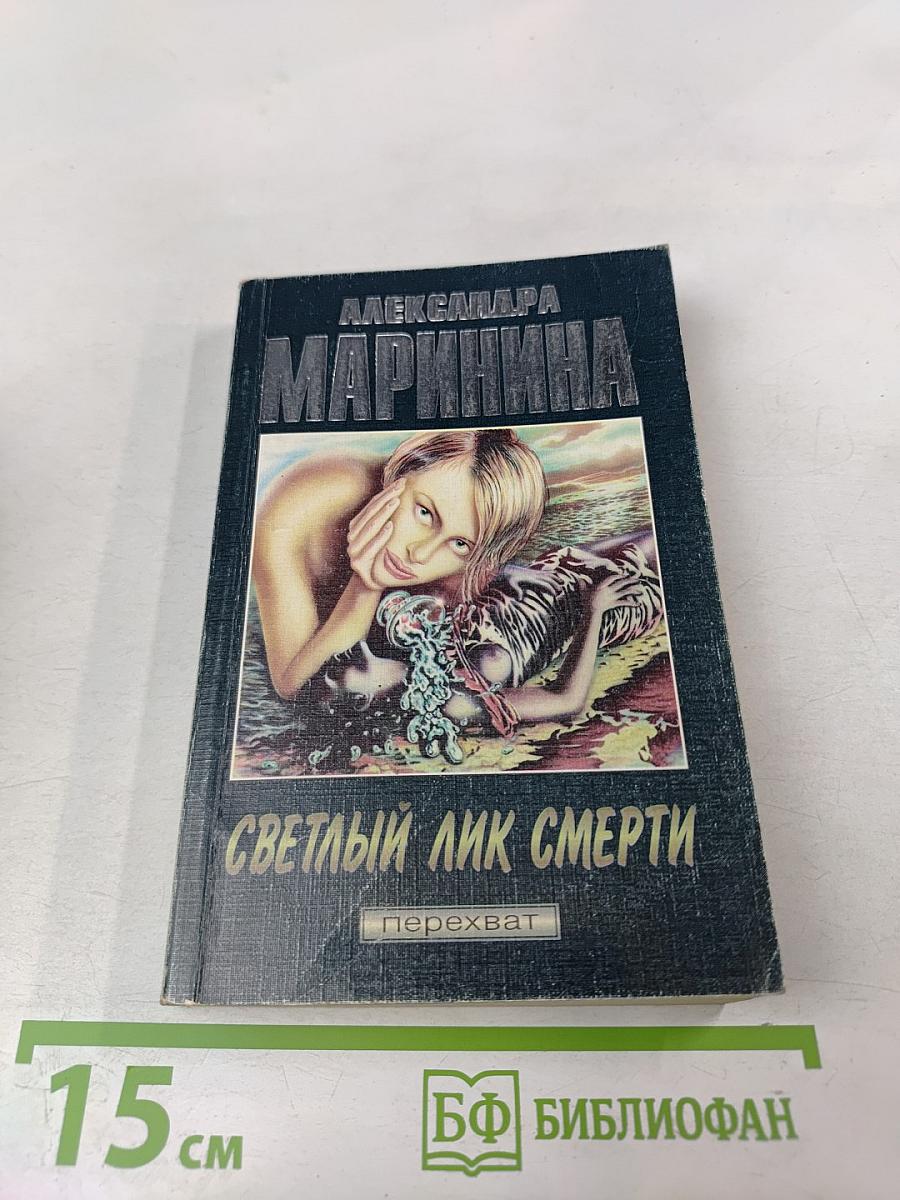 АЛЕКСАНДРА
МАРИНИНА
СВЕТЛЫЙ ЛИК СМЕРТИ
перехват
15 см
БФ БИБЛИОФАН